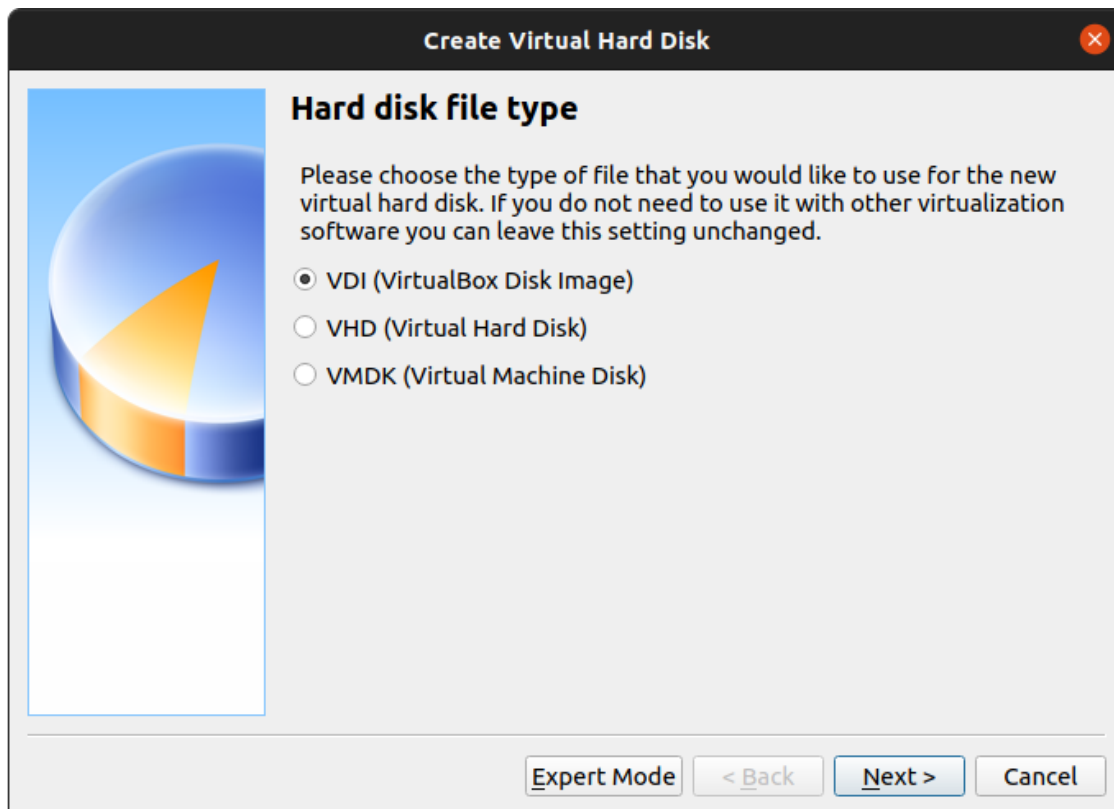 Create Virtual Hard Disk
Hard disk file type
Please choose the type of file that you would like to use for the new
virtual hard disk. If you do not need to use it with other virtualization
software you can leave this setting unchanged.
VDI (VirtualBox Disk Image)
VHD (Virtual Hard Disk)
VMDK (Virtual Machine Disk)
Expert Mode < Back Next > Cancel